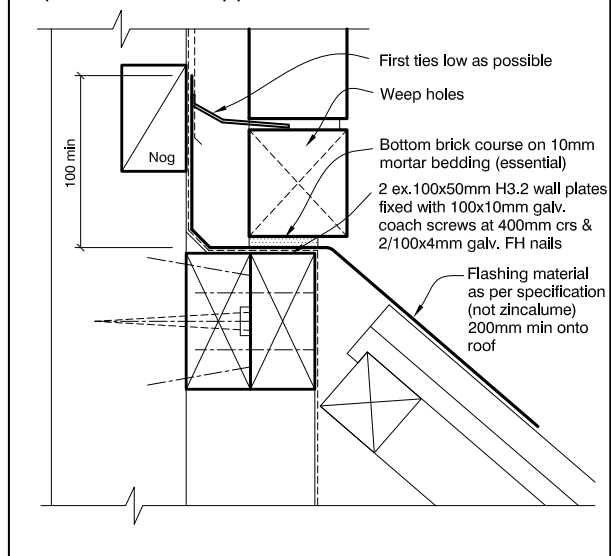 First ties low as possible
Weep holes
100 min
Nog
Bottom brick course on 10mm
mortar bedding (essential)
2 ex.100x50mm H3.2 wall plates
fixed with 100x10mm galv.
coach screws at 400mm crs &
2/100x4mm galv. FH nails
Flashing material
as per specification
(not zincalume)
200mm min onto
roof